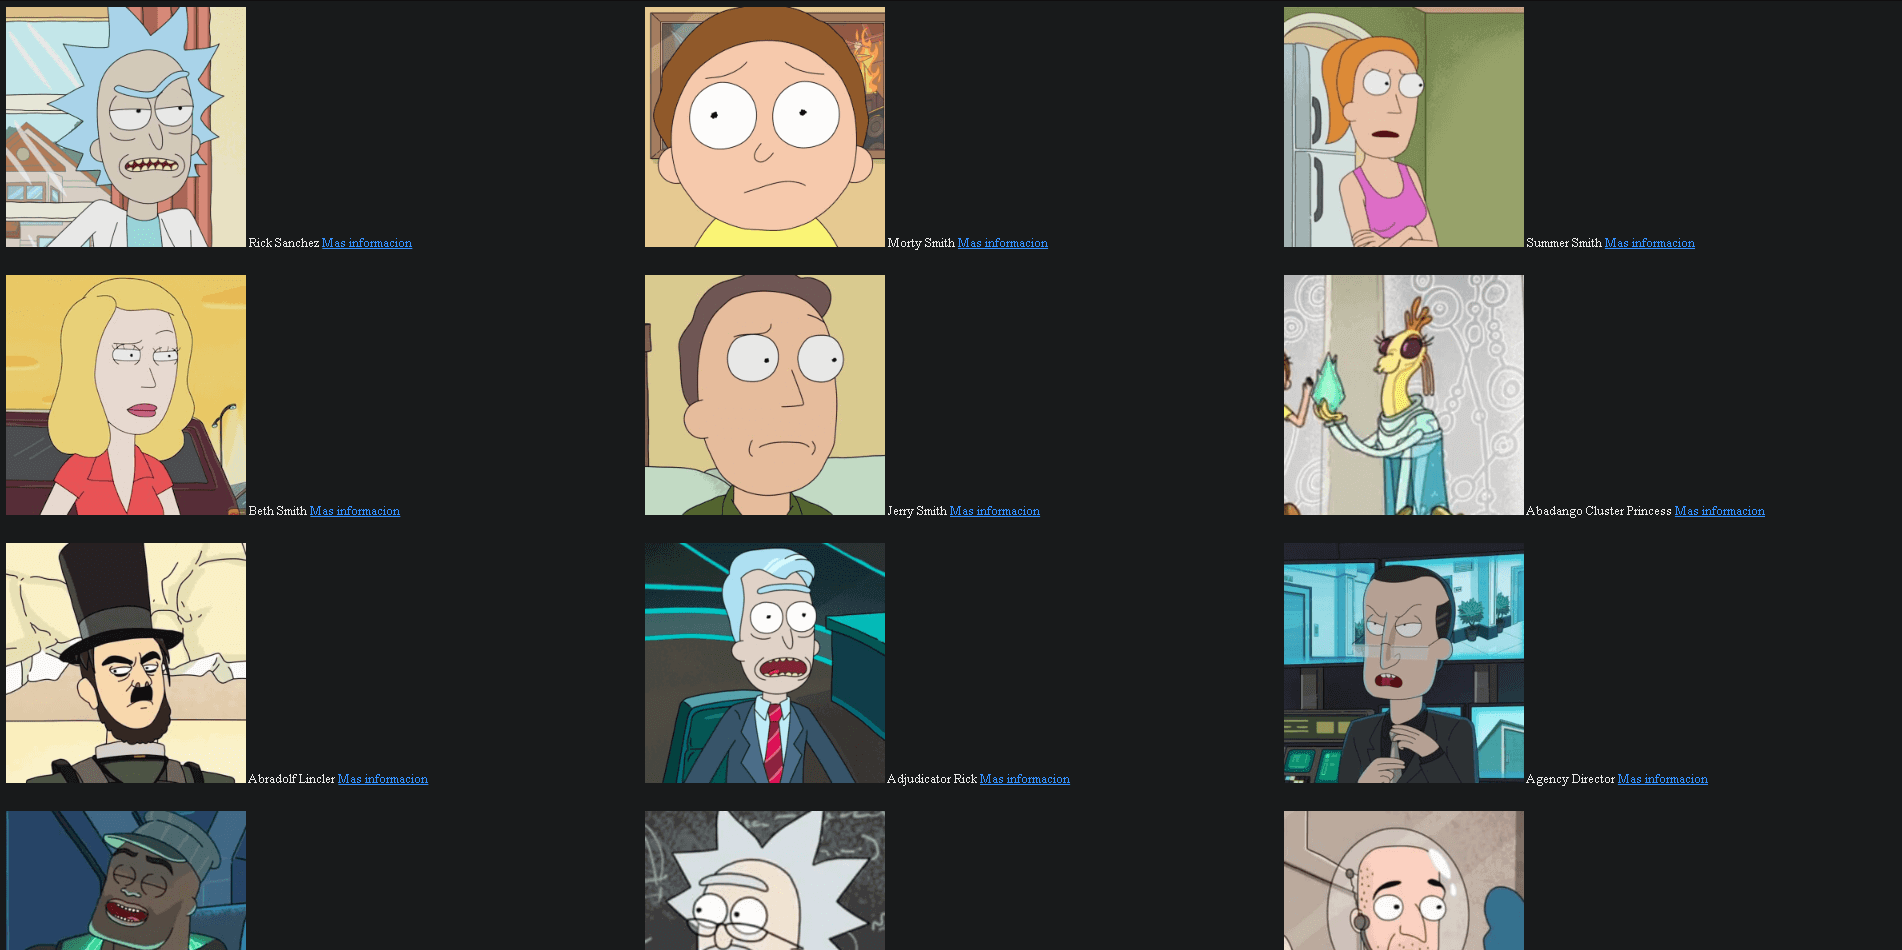 Rick Sanchez Mas informacion
Morty Smith Mas informacion
Summer Smith Mas informacion
Beth Smith Mas informacion
Jerry Smith Mas informacion
Abadango Cluster Princess Mas informacion
Abradolf Lincler Mas informacion
Adjudicator Rick Mas informacion
Agency Director Mas informacion